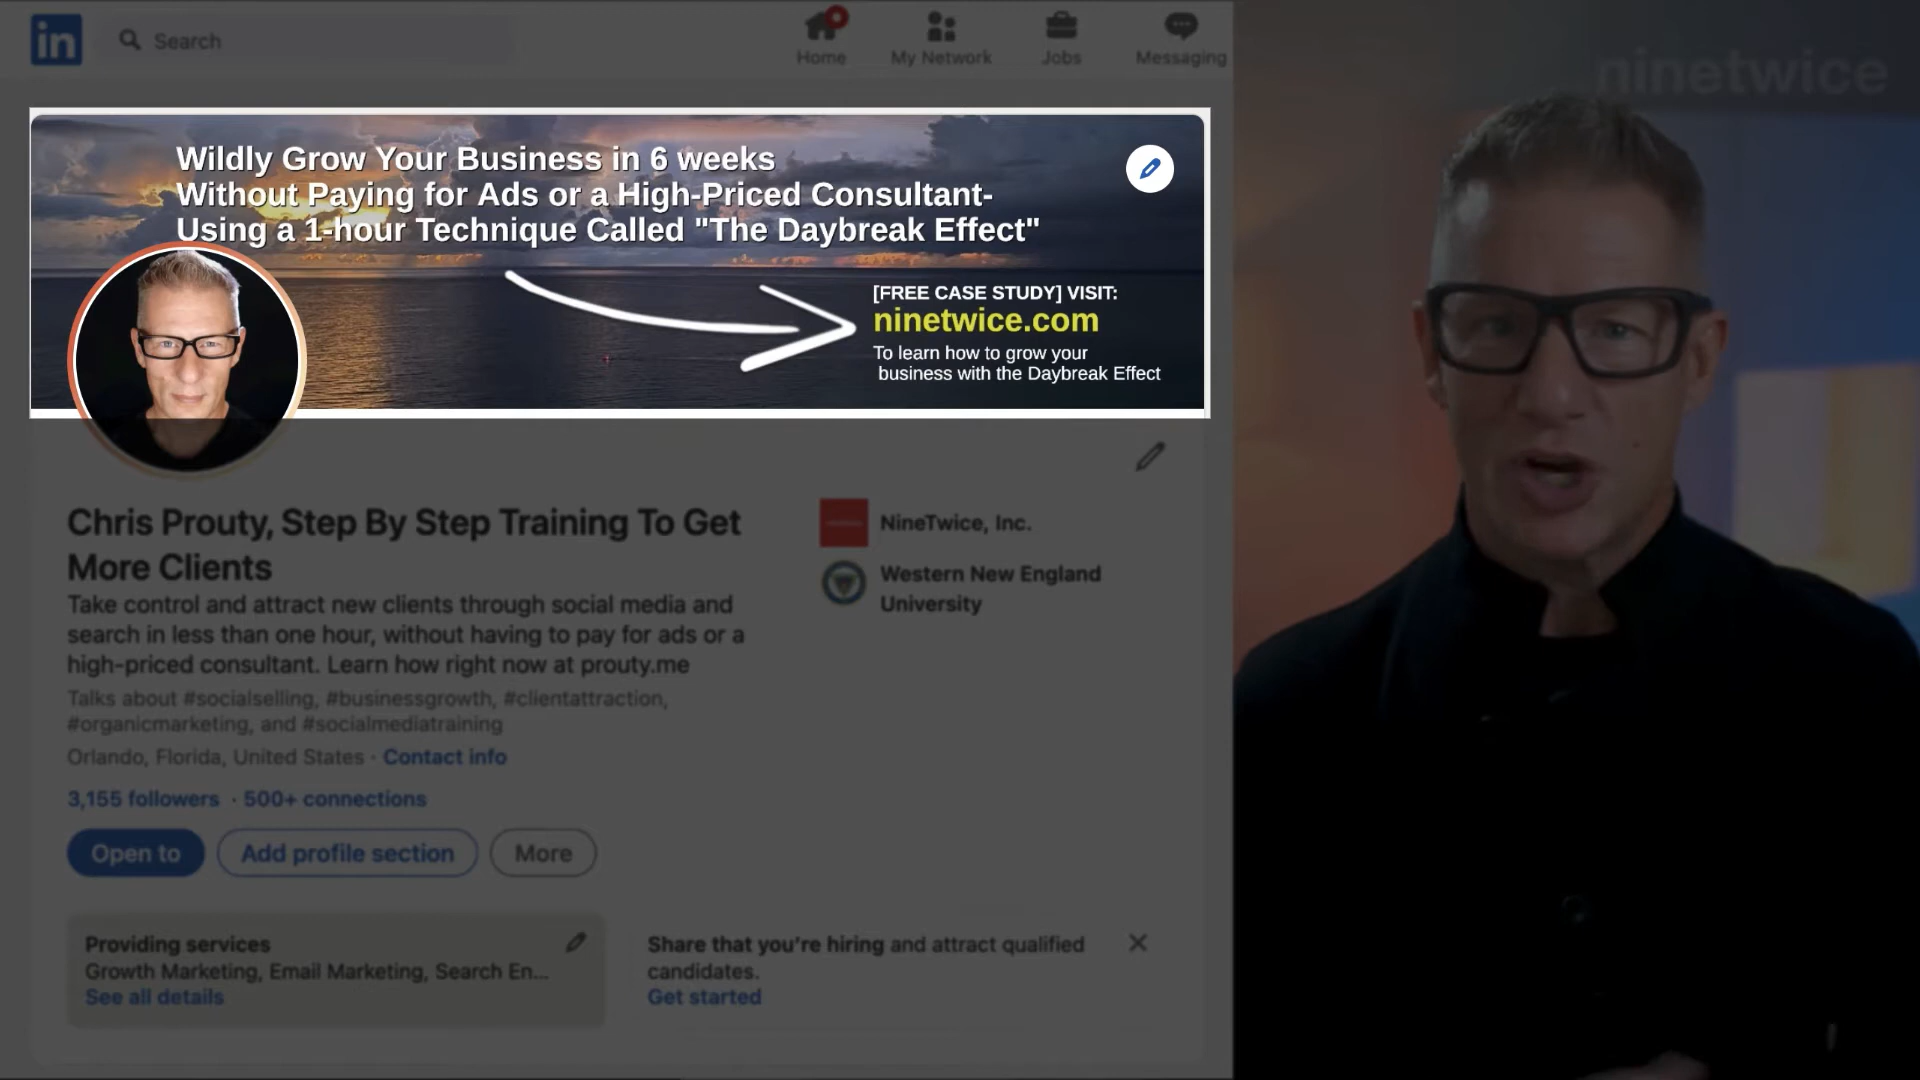 in
Search
Home
My Network
Jobs
Messaging
ninetwice
Wildly Grow Your Business in 6 weeks
Without Paying for Ads or a High-Priced Consultant-
Using a 1-hour Technique Called "The Daybreak Effect"
[FREE CASE STUDY] VISIT:
ninetwice.com
To learn how to grow your
business with the Daybreak Effect
Chris Prouty, Step By Step Training To Get
More Clients
Take control and attract new clients through social media and
search in less than one hour, without having to pay for ads or a
high-priced consultant. Learn how right now at prouty.me
Talks about #socialselling, #businessgrowth, #clientattraction,
#organicmarketing, and #socialmediatraining
Orlando, Florida, United States · Contact info
3,155 followers · 500+ connections
NineTwice, Inc.
Western New England
University
Open to
Add profile section
More
Providing services
Growth Marketing, Email Marketing, Search En...
See all details
Share that you're hiring and attract qualified
candidates.
Get started